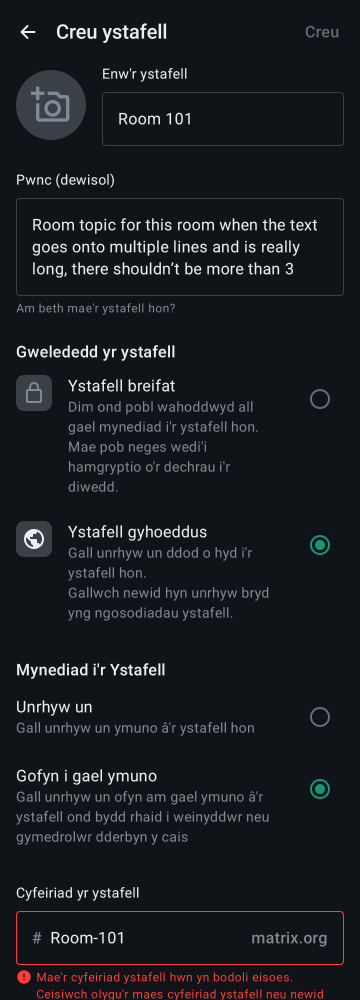 Creu ystafell
Creu
Enw'r ystafell
Room 101
Pwnc (dewisol)
Room topic for this room when the text
goes onto multiple lines and is really
long, there shouldn’t be more than 3
Am beth mae'r ystafell hon?
Gwelededd yr ystafell
Ystafell breifat
Dim ond pobl wahoddwyd all
gael mynediad i'r ystafell hon.
Mae pob neges wedi'i
hamgryptio o'r dechrau i'r
diwedd.
Ystafell gyhoeddus
Gall unrhyw un ddod o hyd i'r
ystafell hon.
Gallwch newid hyn unrhyw bryd
yng ngosodiadau ystafell.
Mynediad i'r Ystafell
Unrhyw un
Gall unrhyw un ymuno â'r ystafell hon
Gofyn i gael ymuno
Gall unrhyw un ofyn am gael ymuno â'r
ystafell ond bydd rhaid i weinyddwr neu
gymedrolwr dderbyn y cais
Cyfeiriad yr ystafell
# Room-101 matrix.org
Mae'r cyfeiriad ystafell hwn yn bodoli eisoes.
Ceisiwch olygu'r maes cyfeiriad ystafell neu newid